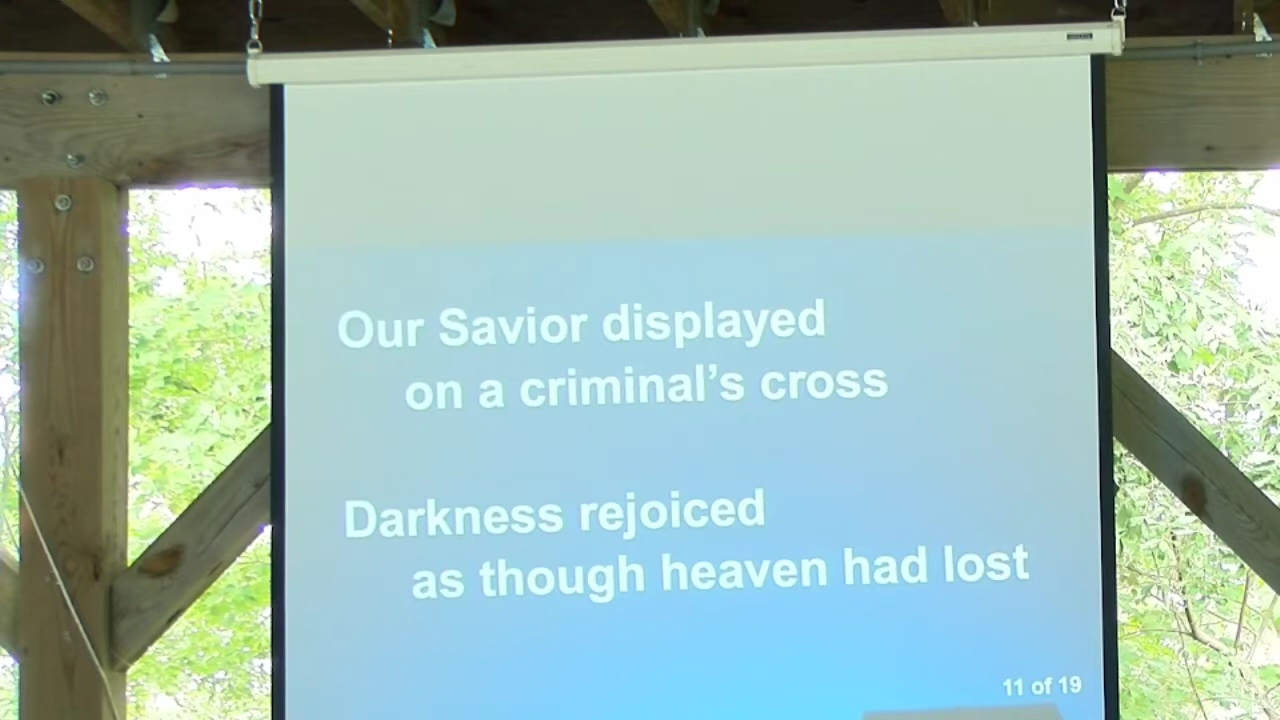 Our Savior displayed
on a criminal’s cross
Darkness rejoiced
as though heaven had lost
11 of 19